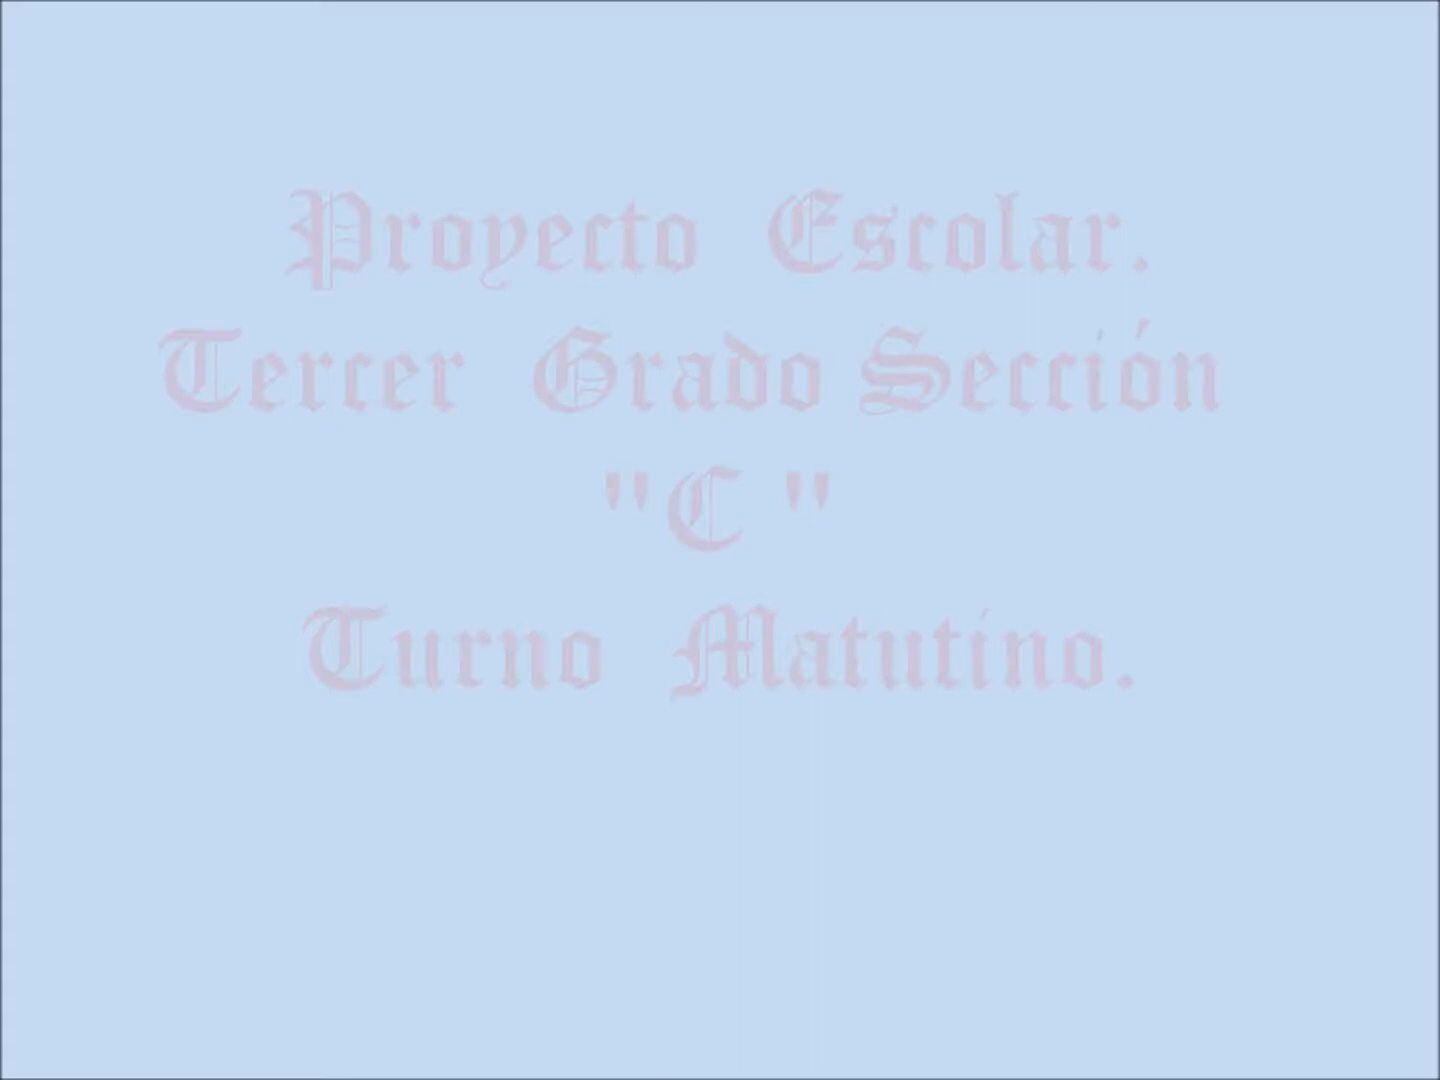 Proyecto Escolar.
Tercer Grado Sección
"C "
Turno Matutino.